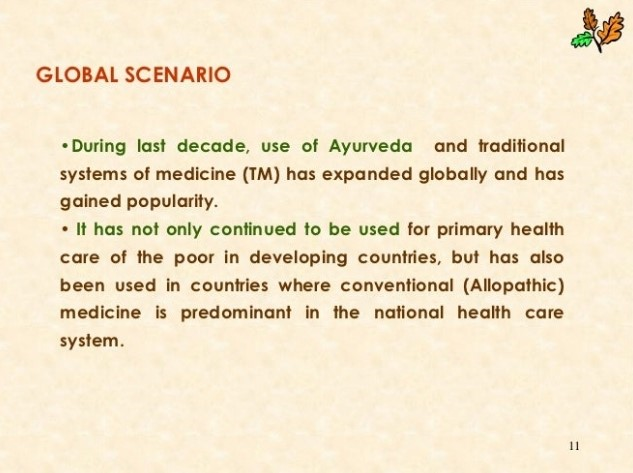 GLOBAL SCENARIO
•During last decade, use of Ayurveda and traditional
systems of medicine (TM) has expanded globally and has
gained popularity.
• It has not only continued to be used for primary health
care of the poor in developing countries, but has also
been used in countries where conventional (Allopathic)
medicine is predominant in the national health care
system.
11